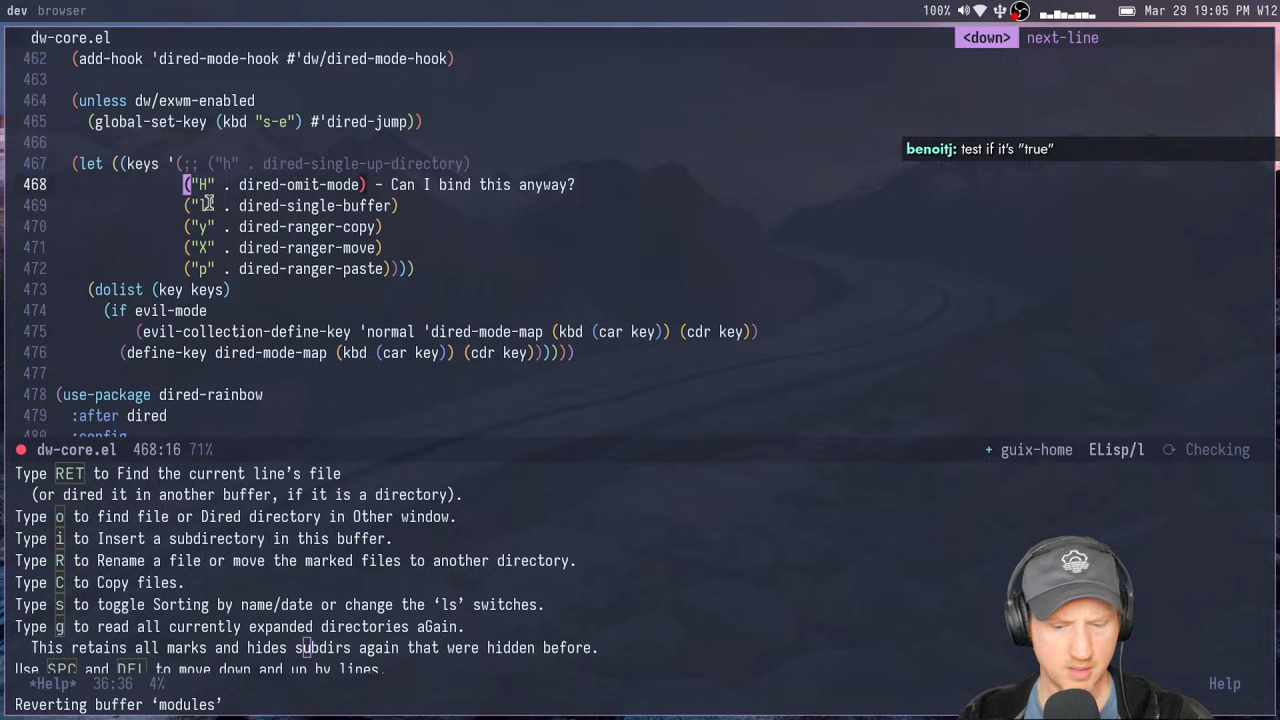 dev browser
100% Mar 29 19:05 PM W12
dw-core.el
<down> next-line
462 (add-hook 'dired-mode-hook #'dw/dired-mode-hook)
463
464 (unless dw/exwm-enabled
465 (global-set-key (kbd "s-e") #'dired-jump))
466
benoitj: test if it's "true"
467 (let ((keys '(;; ("h" . dired-single-up-directory)
468 ("H" . dired-omit-mode) - Can I bind this anyway?
469 ("l" . dired-single-buffer)
470 ("y" . dired-ranger-copy)
471 ("X" . dired-ranger-move)
472 ("p" . dired-ranger-paste))))
473 (dolist (key keys)
474 (if evil-mode
475 (evil-collection-define-key 'normal 'dired-mode-map (kbd (car key)) (cdr key))
476 (define-key dired-mode-map (kbd (car key)) (cdr key))))))
477
478 (use-package dired-rainbow
479 :after dired
480 :config
dw-core.el 468:16 71% + guix-home ELisp/l Checking
Type RET to Find the current line’s file
(or dired it in another buffer, if it is a directory).
Type o to find file or Dired directory in Other window.
Type i to Insert a subdirectory in this buffer.
Type R to Rename a file or move the marked files to another directory.
Type C to Copy files.
Type s to toggle Sorting by name/date or change the ‘ls’ switches.
Type g to read all currently expanded directories aGain.
This retains all marks and hides subdirs again that were hidden before.
Use SPC and DEL to move down and up by lines.
*Help* 36:36 4% Help
Reverting buffer ‘modules’